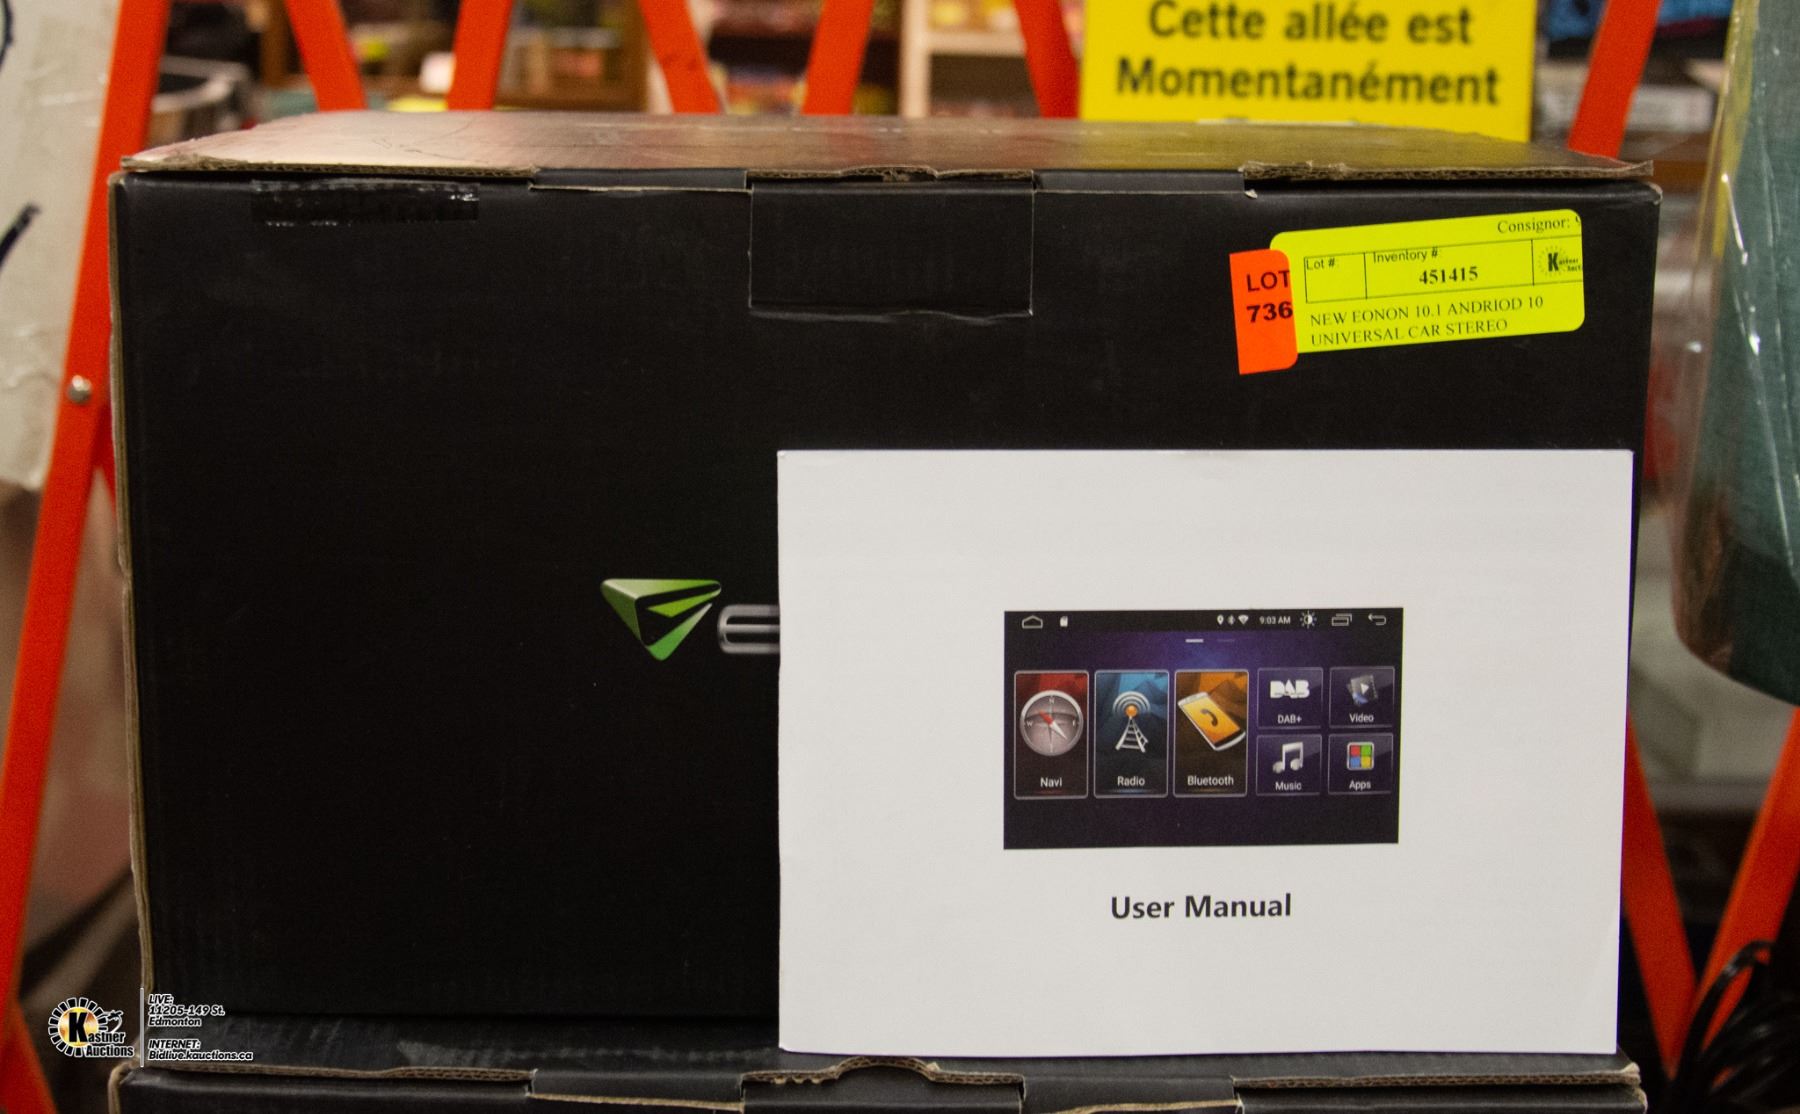 Cette allée est
Momentanément
Consignor:
Lot #:
Inventory #
451415
Kastner
LOT
736
NEW EONON 10.1 ANDRIOD 10
UNIVERSAL CAR STEREO
e
9:03 AM
DAB
DAB+
Video
Navi
Radio
Bluetooth
Music
Apps
User Manual
Kastner
Auctions
LIVE:
11205-149 St.
Edmonton
INTERNET:
Bidlive.kauctions.ca